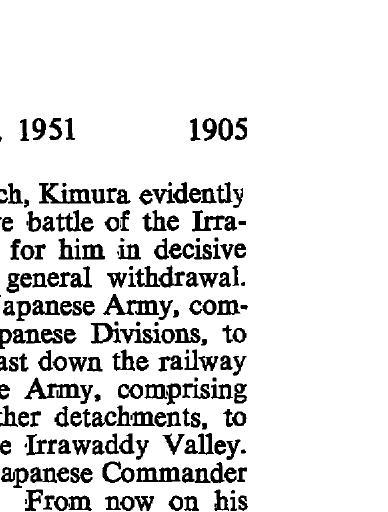 , 1951 1905
ch, Kimura evidently
e battle of the Irra-
for him in decisive
general withdrawal.
apanese Army, com-
panese Divisions, to
ast down the railway
e Army, comprising
ther detachments, to
e Irrawaddy Valley.
apanese Commander
From now on his